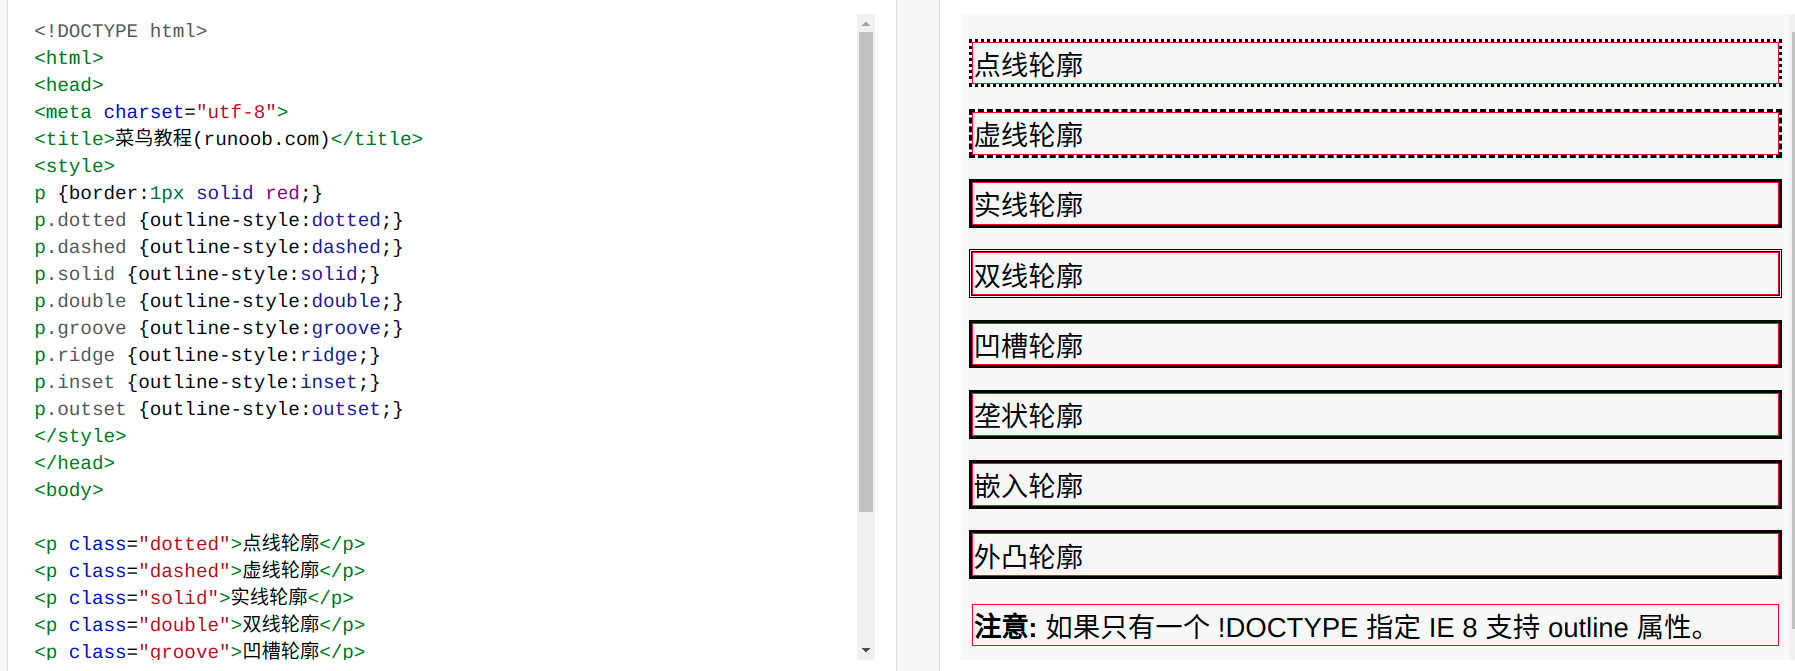 <!DOCTYPE html>
<html>
<head>
<meta charset="utf-8">
<title>菜鸟教程(runoob.com)</title>
<style>
p {border:1px solid red;}
p.dotted {outline-style:dotted;}
p.dashed {outline-style:dashed;}
p.solid {outline-style:solid;}
p.double {outline-style:double;}
p.groove {outline-style:groove;}
p.ridge {outline-style:ridge;}
p.inset {outline-style:inset;}
p.outset {outline-style:outset;}
</style>
</head>
<body>
<p class="dotted">点线轮廓</p>
<p class="dashed">虚线轮廓</p>
<p class="solid">实线轮廓</p>
<p class="double">双线轮廓</p>
<p class="groove">凹槽轮廓</p>
点线轮廓
虚线轮廓
实线轮廓
双线轮廓
凹槽轮廓
垄状轮廓
嵌入轮廓
外凸轮廓
注意: 如果只有一个 !DOCTYPE 指定 IE 8 支持 outline 属性。